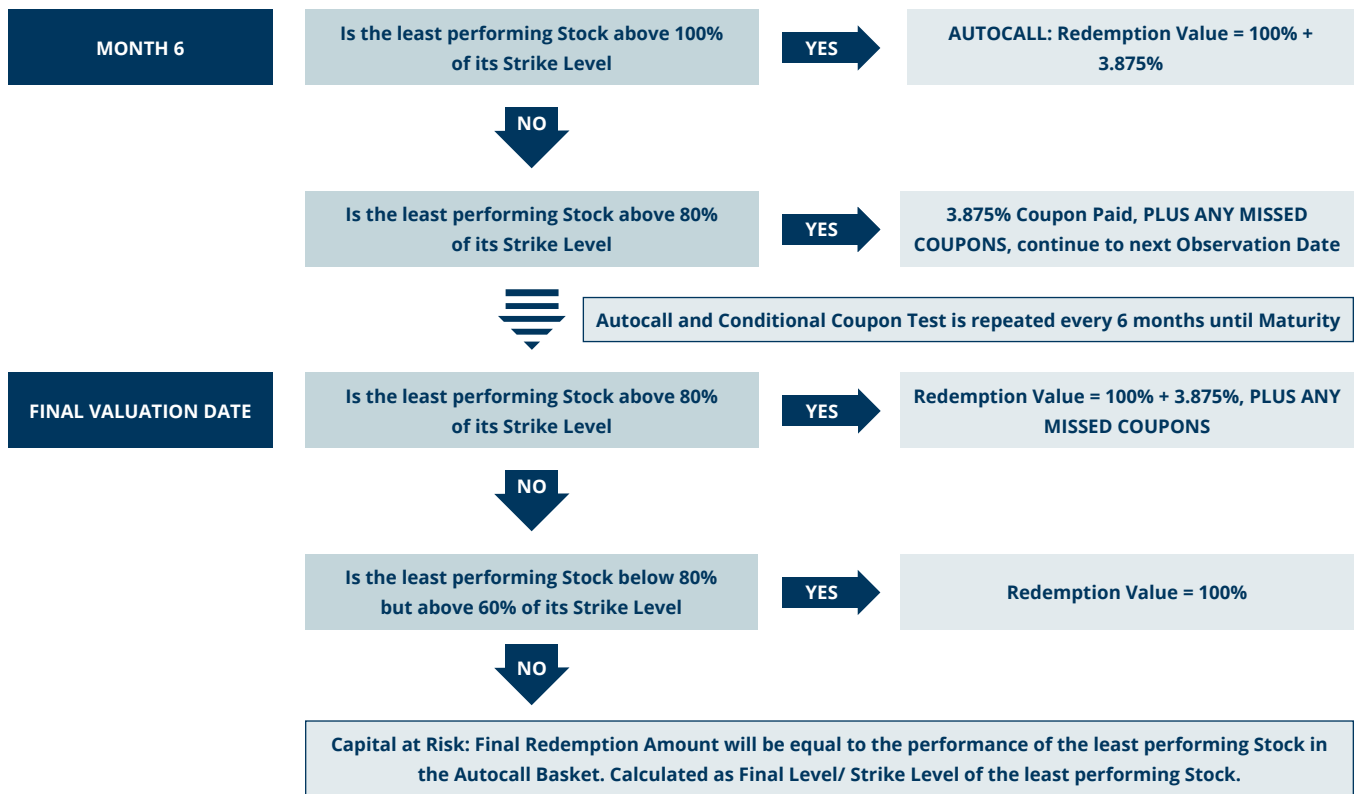 MONTH 6
Is the least performing Stock above 100%
of its Strike Level
YES
AUTOCALL: Redemption Value = 100% +
3.875%
NO
Is the least performing Stock above 80%
of its Strike Level
YES
3.875% Coupon Paid, PLUS ANY MISSED
COUPONS, continue to next Observation Date
Autocall and Conditional Coupon Test is repeated every 6 months until Maturity
FINAL VALUATION DATE
Is the least performing Stock above 80%
of its Strike Level
YES
Redemption Value = 100% + 3.875%, PLUS ANY
MISSED COUPONS
NO
Is the least performing Stock below 80%
but above 60% of its Strike Level
YES
Redemption Value = 100%
NO
Capital at Risk: Final Redemption Amount will be equal to the performance of the least performing Stock in
the Autocall Basket. Calculated as Final Level/ Strike Level of the least performing Stock.